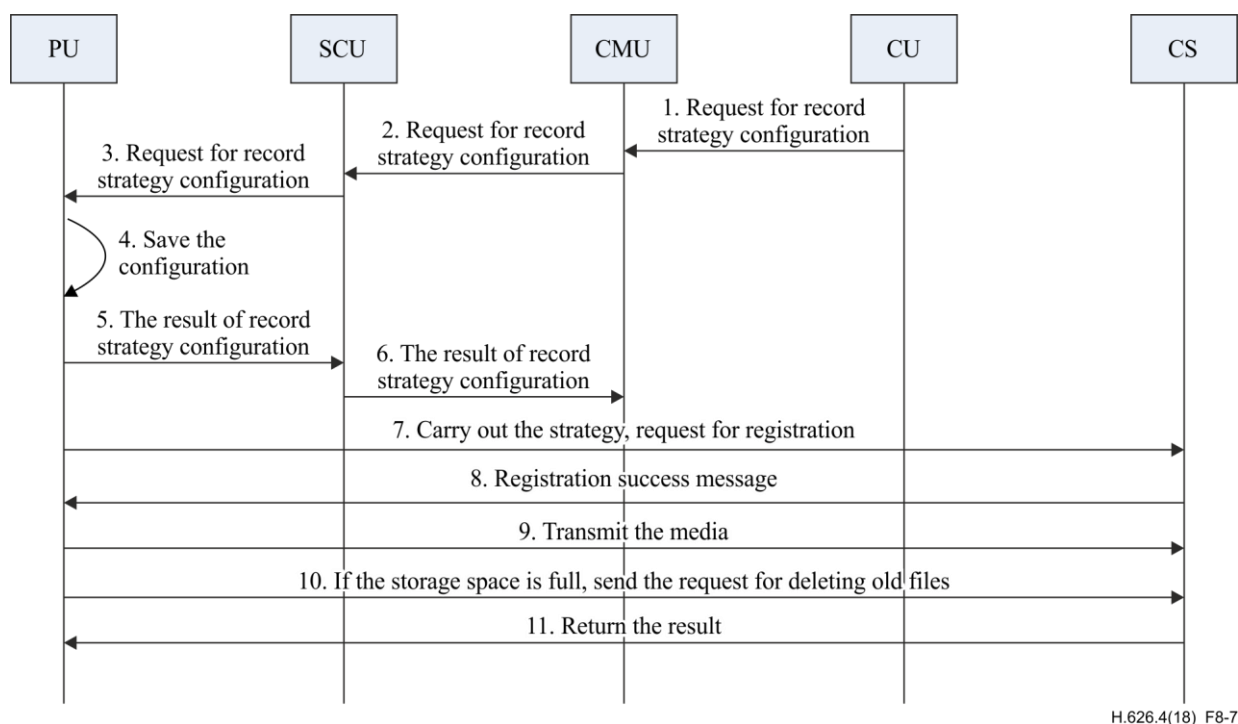 PU
SCU
CMU
CU
CS
1. Request for record
strategy configuration
2. Request for record
strategy configuration
3. Request for record
strategy configuration
4. Save the
configuration
5. The result of record
strategy configuration
6. The result of record
strategy configuration
7. Carry out the strategy, request for registration
8. Registration success message
9. Transmit the media
10. If the storage space is full, send the request for deleting old files
11. Return the result
H.626.4(18)_F8-7